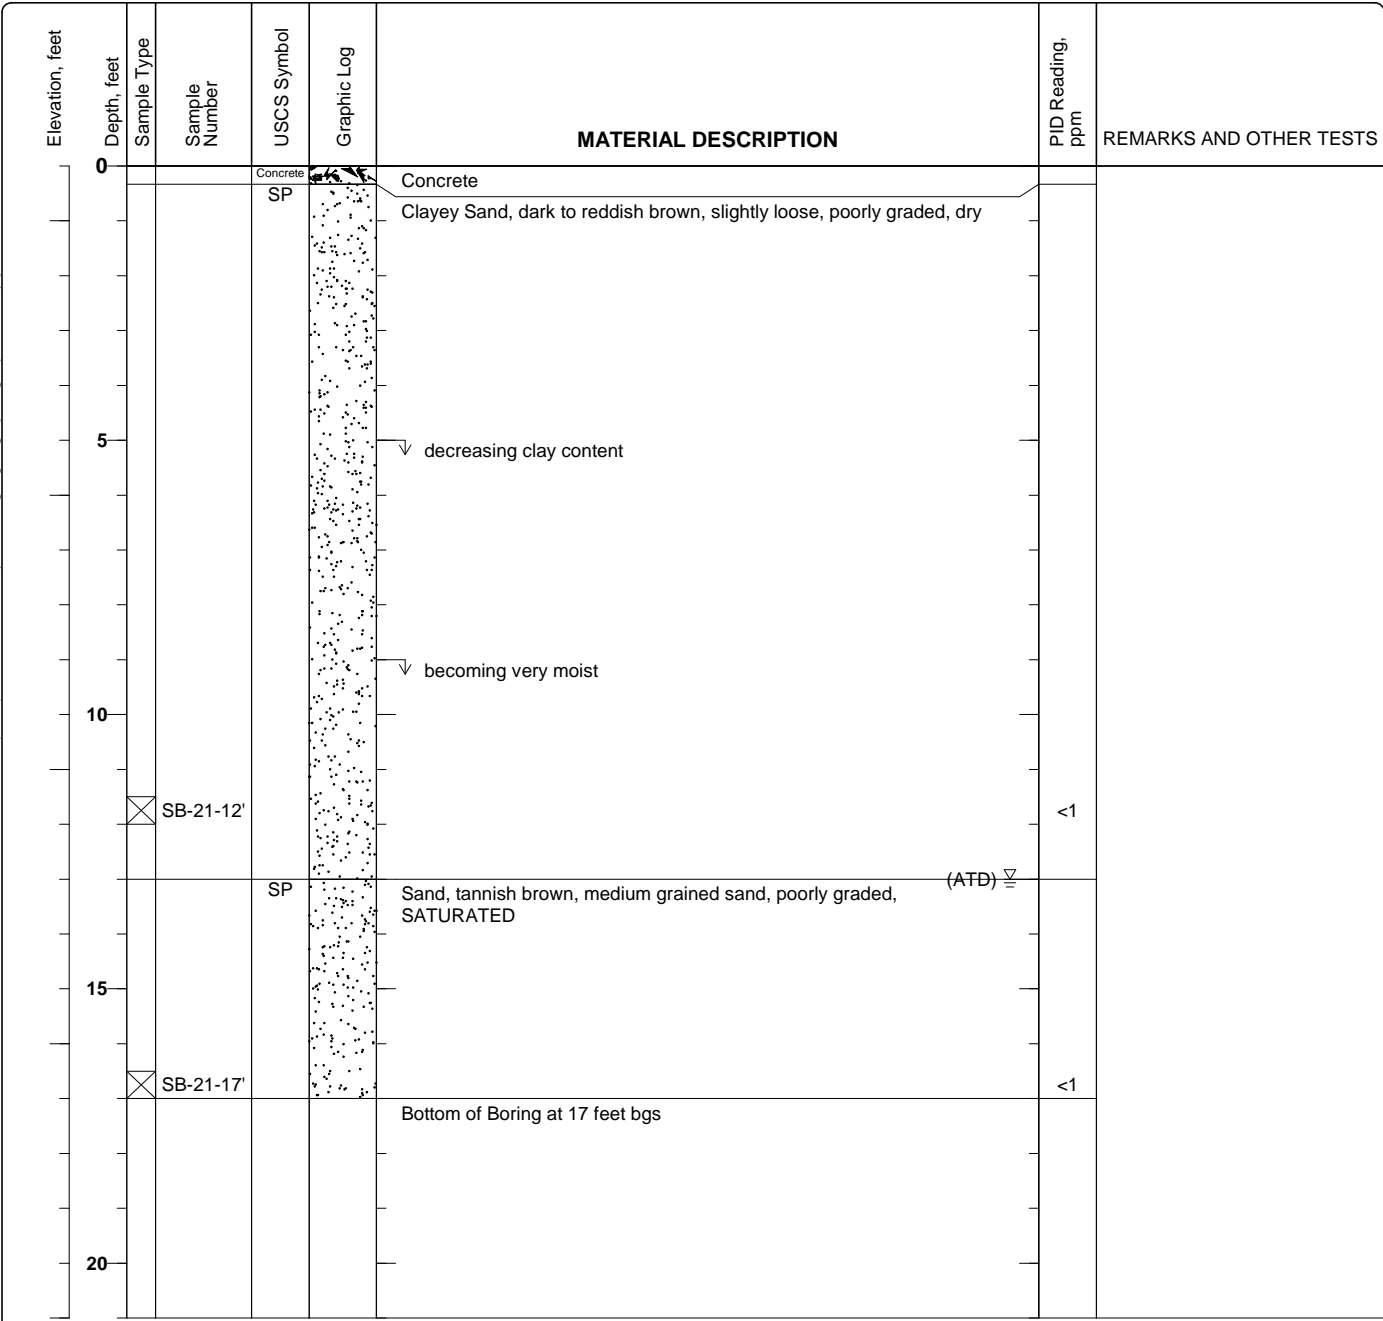 Elevation, feet
Depth, feet
Sample Type
Sample
Number
USCS Symbol
Graphic Log
MATERIAL DESCRIPTION
PID Reading,
ppm
REMARKS AND OTHER TESTS
0
Concrete
Concrete
SP
Clayey Sand, dark to reddish brown, slightly loose, poorly graded, dry
5
decreasing clay content
becoming very moist
10
SB-21-12'
<1
(ATD)
SP
Sand, tannish brown, medium grained sand, poorly graded,
SATURATED
15
SB-21-17'
<1
Bottom of Boring at 17 feet bgs
20